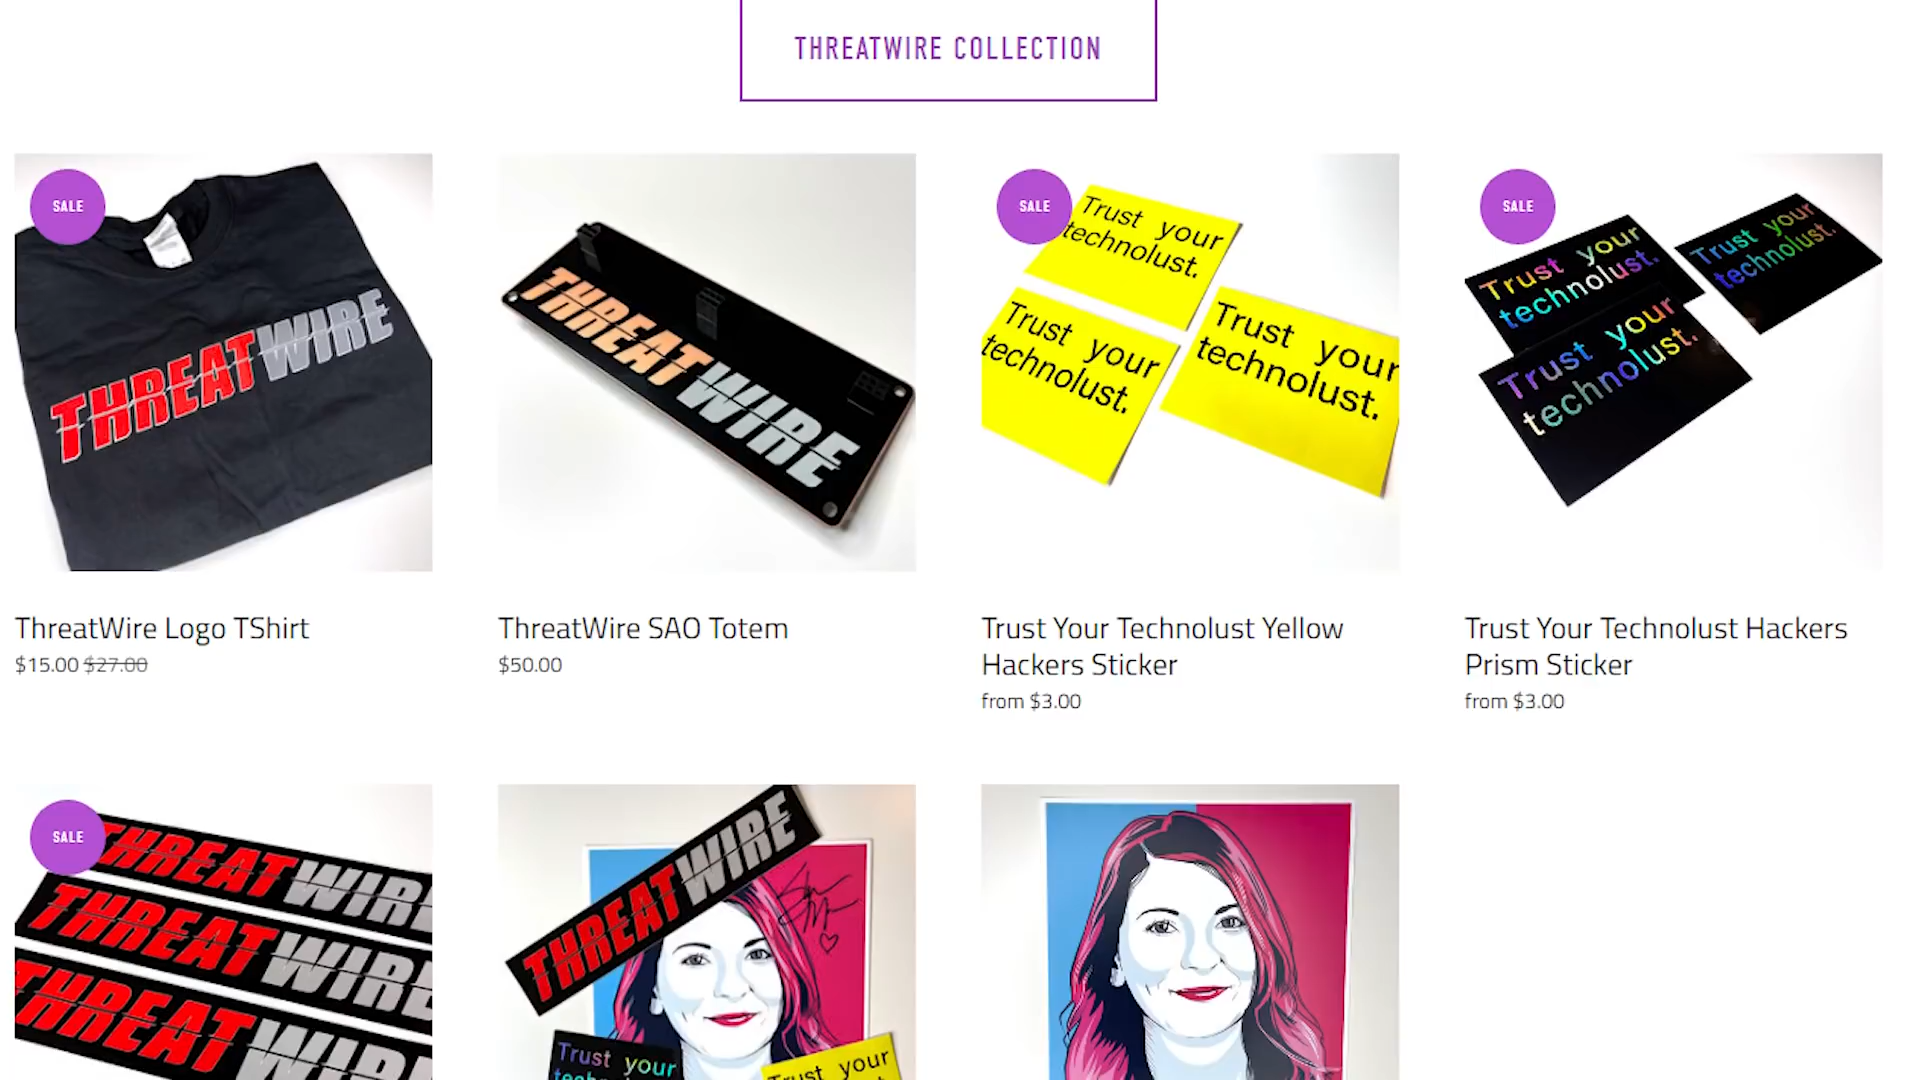 THREATWIRE COLLECTION
SALE
THREATWIRE
THREATWIRE
SALE
Trust your
technolust.
Trust your
technolust.
Trust your
technolust.
SALE
Trust your
technolust.
Trust your
technolust.
Trust your
technolust.
ThreatWire Logo TShirt
$15.00 $27.00
ThreatWire SAO Totem
$50.00
Trust Your Technolust Yellow
Hackers Sticker
from $3.00
Trust Your Technolust Hackers
Prism Sticker
from $3.00
SALE
THREATWIRE
THREATWIRE
THREATWIRE
THREATWIRE
Trust your
Trust your